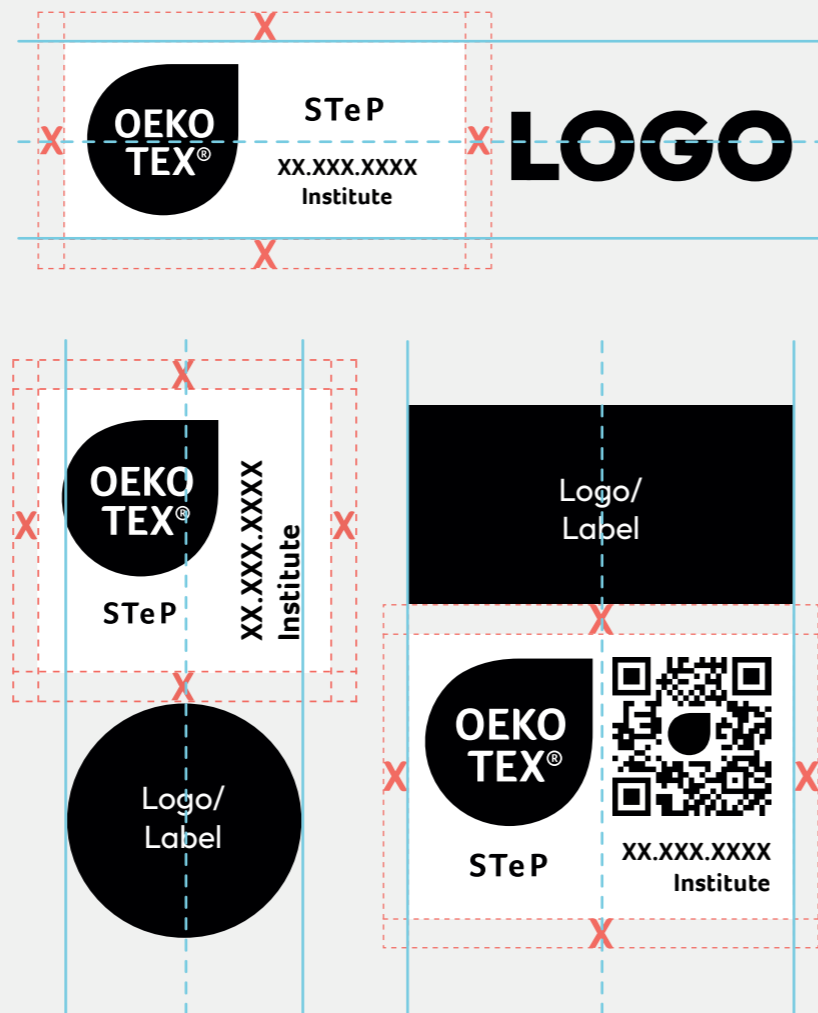 X
OEKO
TEX®
STeP
XX.XXX.XXXX
Institute
X
X
X
LOGO
X
OEKO
TEX®
STeP
XX.XXX.XXXX
Institute
X
X
X
Logo/
Label
Logo/
Label
X
OEKO
TEX®
STeP
XX.XXX.XXXX
Institute
X
X
X